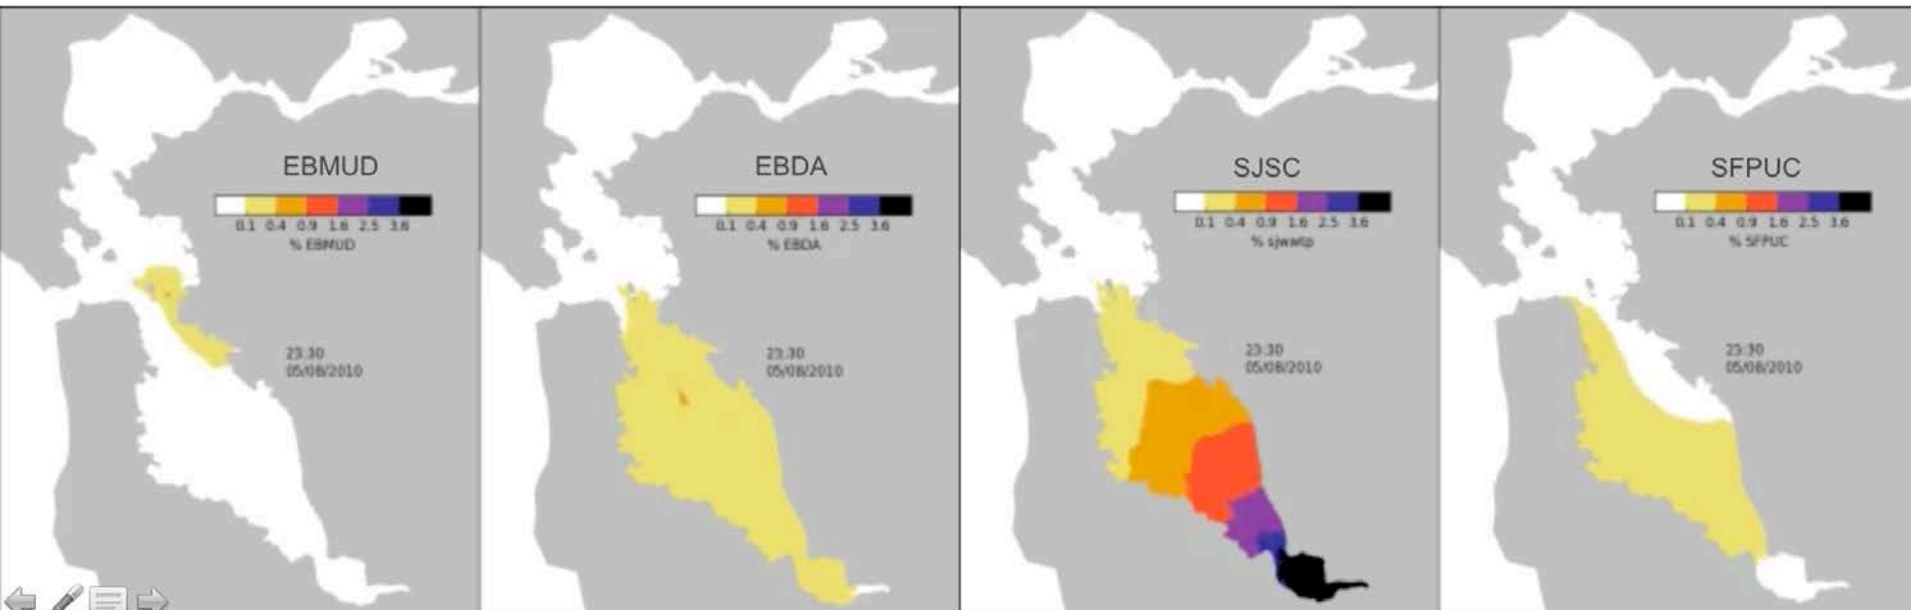 EBMUD
0.1 0.4 0.9 1.6 2.5 3.6
% EBMUD
23:30
05/08/2010
EBDA
0.1 0.4 0.9 1.6 2.5 3.6
% EBDA
23:30
05/08/2010
SJSC
0.1 0.4 0.9 1.6 2.5 3.6
% sjwwtp
23:30
05/08/2010
SFPUC
0.1 0.4 0.9 1.6 2.5 3.6
% SFPUC
23:30
05/08/2010